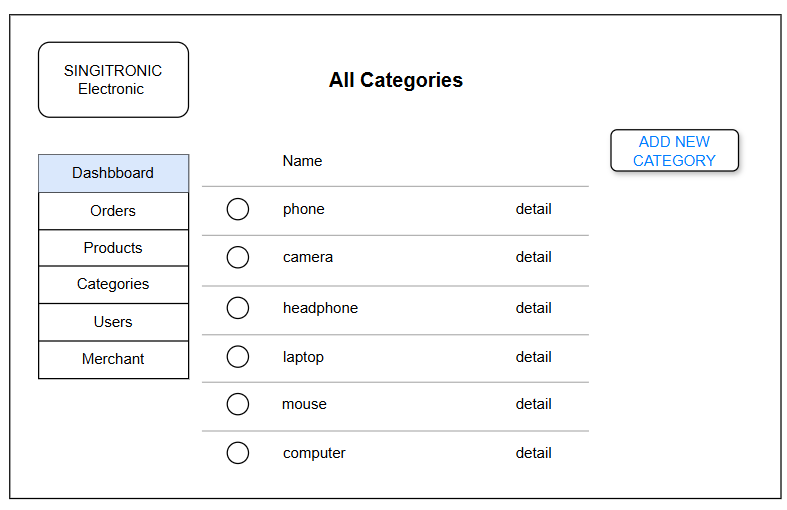 SINGITRONIC
Electronic
All Categories
ADD NEW
CATEGORY
Dashbboard
Orders
Products
Categories
Users
Merchant
Name
phone detail
camera detail
headphone detail
laptop detail
mouse detail
computer detail